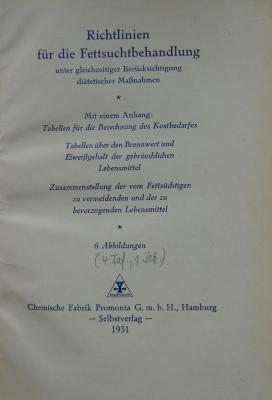 Richtlinien
für die Fettsuchtbehandlung
unter gleichzeitiger Berücksichtigung
diätetischer Maßnahmen
*
Mit einem Anhang:
Tabellen für die Berechnung des Kostbedarfes
Tabellen über den Brennwert und
Eiweißgehalt der gebräuchlichen
Lebensmittel
Zusammenstellung der vom Fettsüchtigen
zu vermeidenden und der zu
bevorzugenden Lebensmittel
*
6 Abbildungen
(4 Taf., 1 Tab.)
Chemische Fabrik Promonta G. m. b. H., Hamburg
— Selbstverlag —
1931